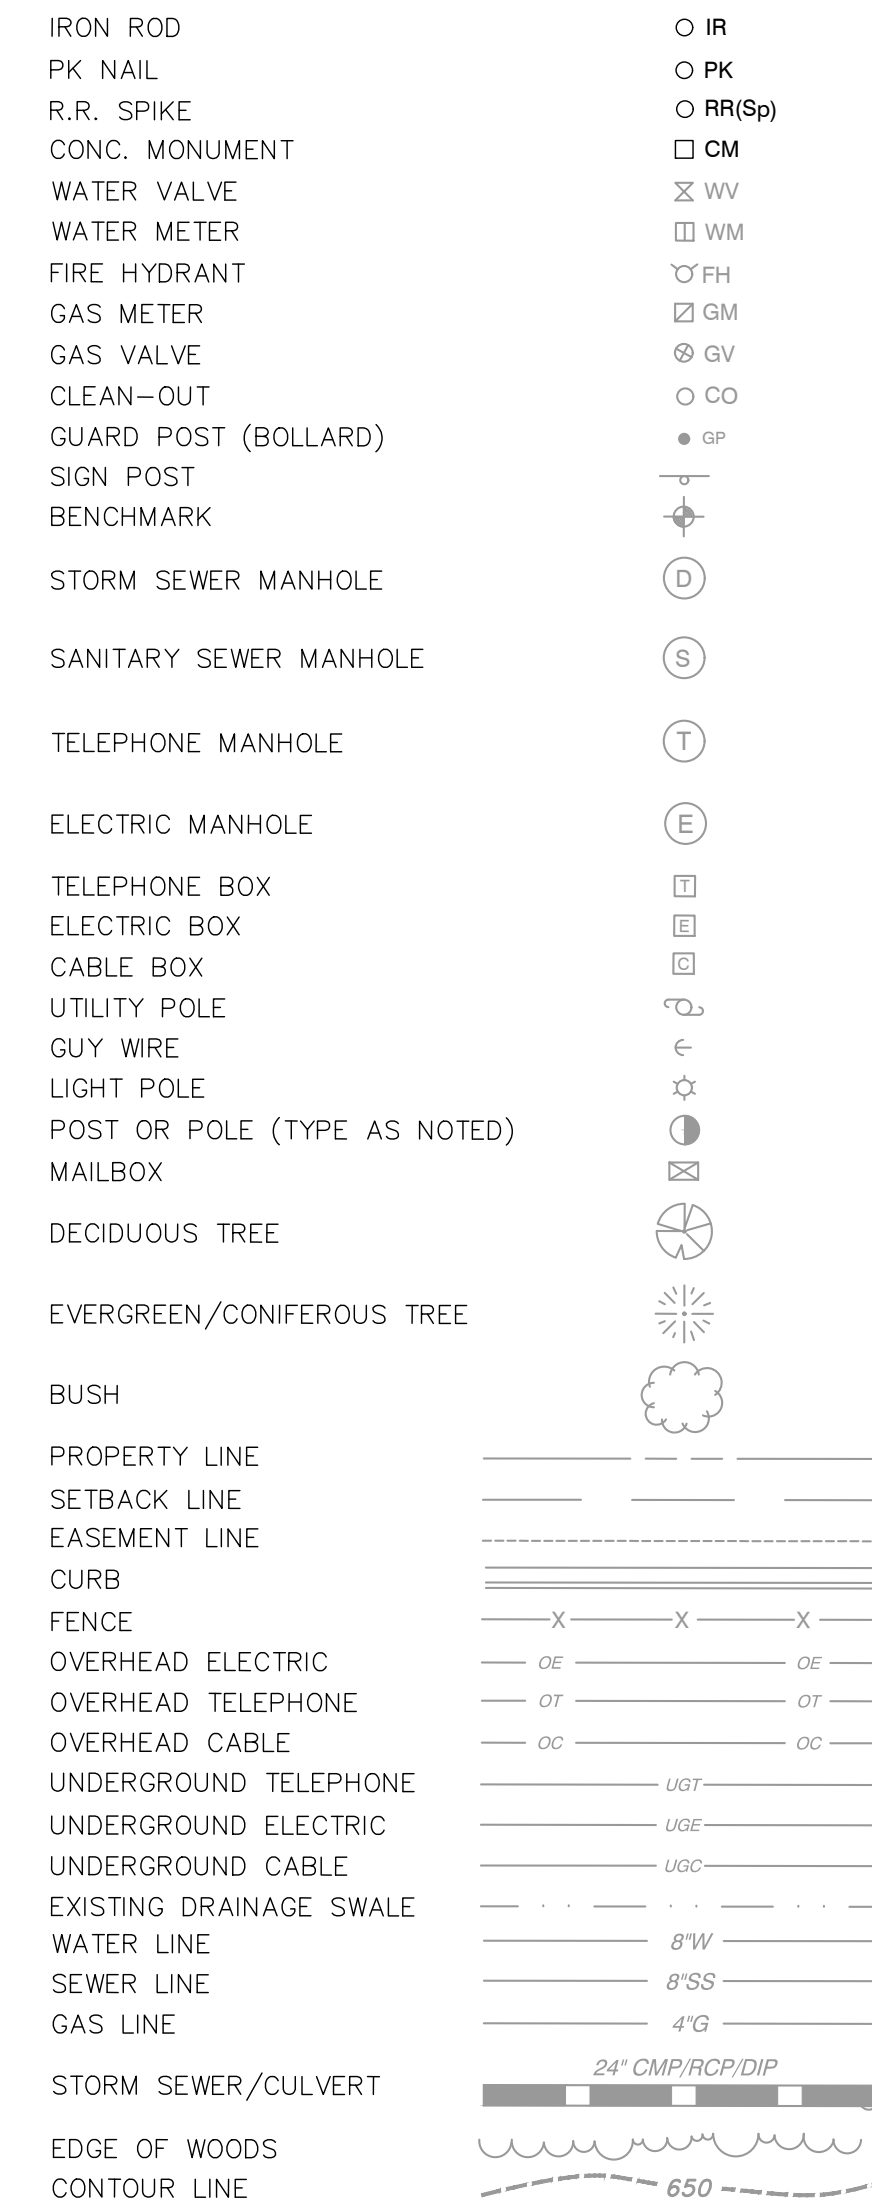 IRON ROD IR
PK NAIL PK
R.R. SPIKE RR(Sp)
CONC. MONUMENT CM
WATER VALVE WV
WATER METER WM
FIRE HYDRANT FH
GAS METER GM
GAS VALVE GV
CLEAN-OUT CO
GUARD POST (BOLLARD) GP
SIGN POST
BENCHMARK
STORM SEWER MANHOLE D
SANITARY SEWER MANHOLE S
TELEPHONE MANHOLE T
ELECTRIC MANHOLE E
TELEPHONE BOX T
ELECTRIC BOX E
CABLE BOX C
UTILITY POLE
GUY WIRE
LIGHT POLE
POST OR POLE (TYPE AS NOTED)
MAILBOX
DECIDUOUS TREE
EVERGREEN/CONIFEROUS TREE
BUSH
PROPERTY LINE
SETBACK LINE
EASEMENT LINE
CURB
FENCE X X X
OVERHEAD ELECTRIC OE OE
OVERHEAD TELEPHONE OT OT
OVERHEAD CABLE OC OC
UNDERGROUND TELEPHONE UGT
UNDERGROUND ELECTRIC UGE
UNDERGROUND CABLE UGC
EXISTING DRAINAGE SWALE
WATER LINE 8"W
SEWER LINE 8"SS
GAS LINE 4"G
24" CMP/RCP/DIP
STORM SEWER/CULVERT
EDGE OF WOODS
CONTOUR LINE 650